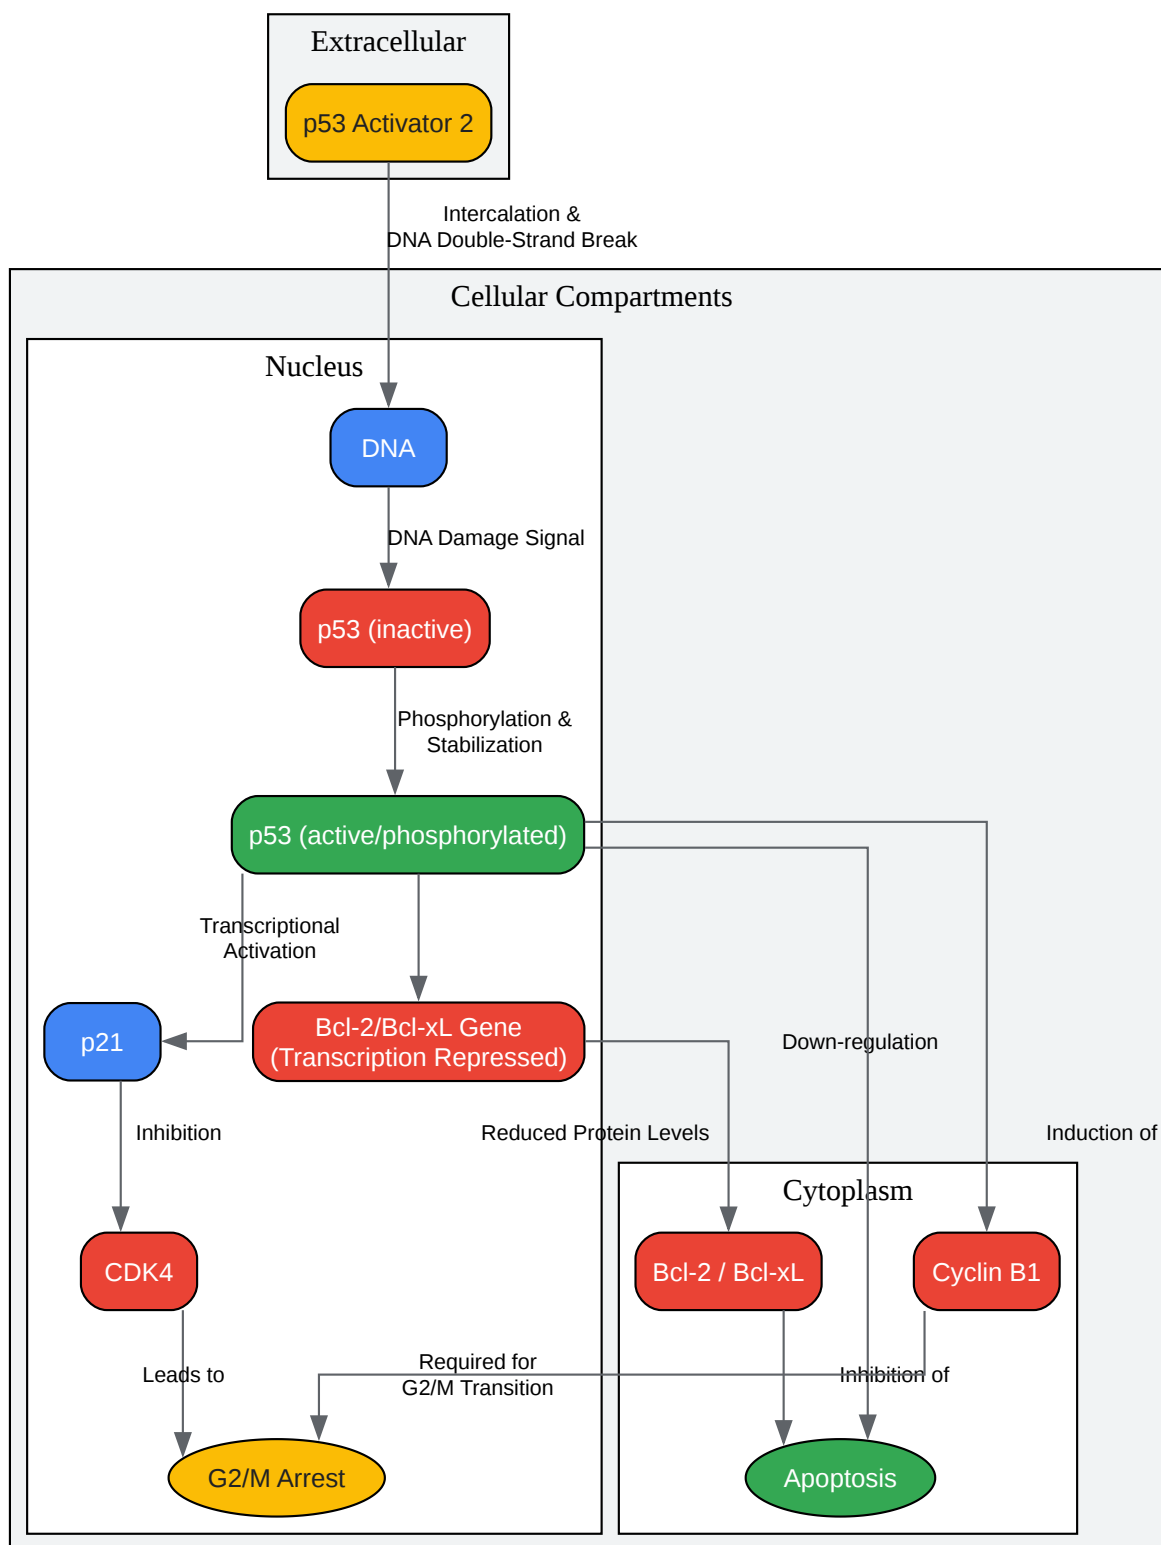 Extracellular
p53 Activator 2
Intercalation &
DNA Double-Strand Break
Cellular Compartments
Nucleus
DNA
DNA Damage Signal
p53 (inactive)
Phosphorylation &
Stabilization
p53 (active/phosphorylated)
Transcriptional
Activation
p21
Bcl-2/Bcl-xL Gene
(Transcription Repressed)
Down-regulation
Inhibition
Reduced Protein Levels
Induction of
Cytoplasm
CDK4
Bcl-2 / Bcl-xL
Cyclin B1
Leads to
Required for
G2/M Transition
Inhibition of
G2/M Arrest
Apoptosis